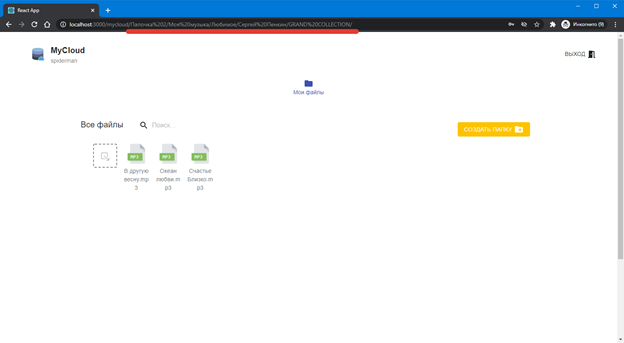 React App
localhost:3000/mycloud/Папочка%202/Моя%20музыка/Любимое/Сергей%20Пензин/GRAND%20COLLECTION/
Инкогнито (9)
MyCloud
spiderman
ВЫХОД
Мои файлы
Все файлы
Поиск...
СОЗДАТЬ ПАПКУ
MP3 MP3 MP3
В другую весну.mp3
Океан любви.mp3
Счастье близко.mp3